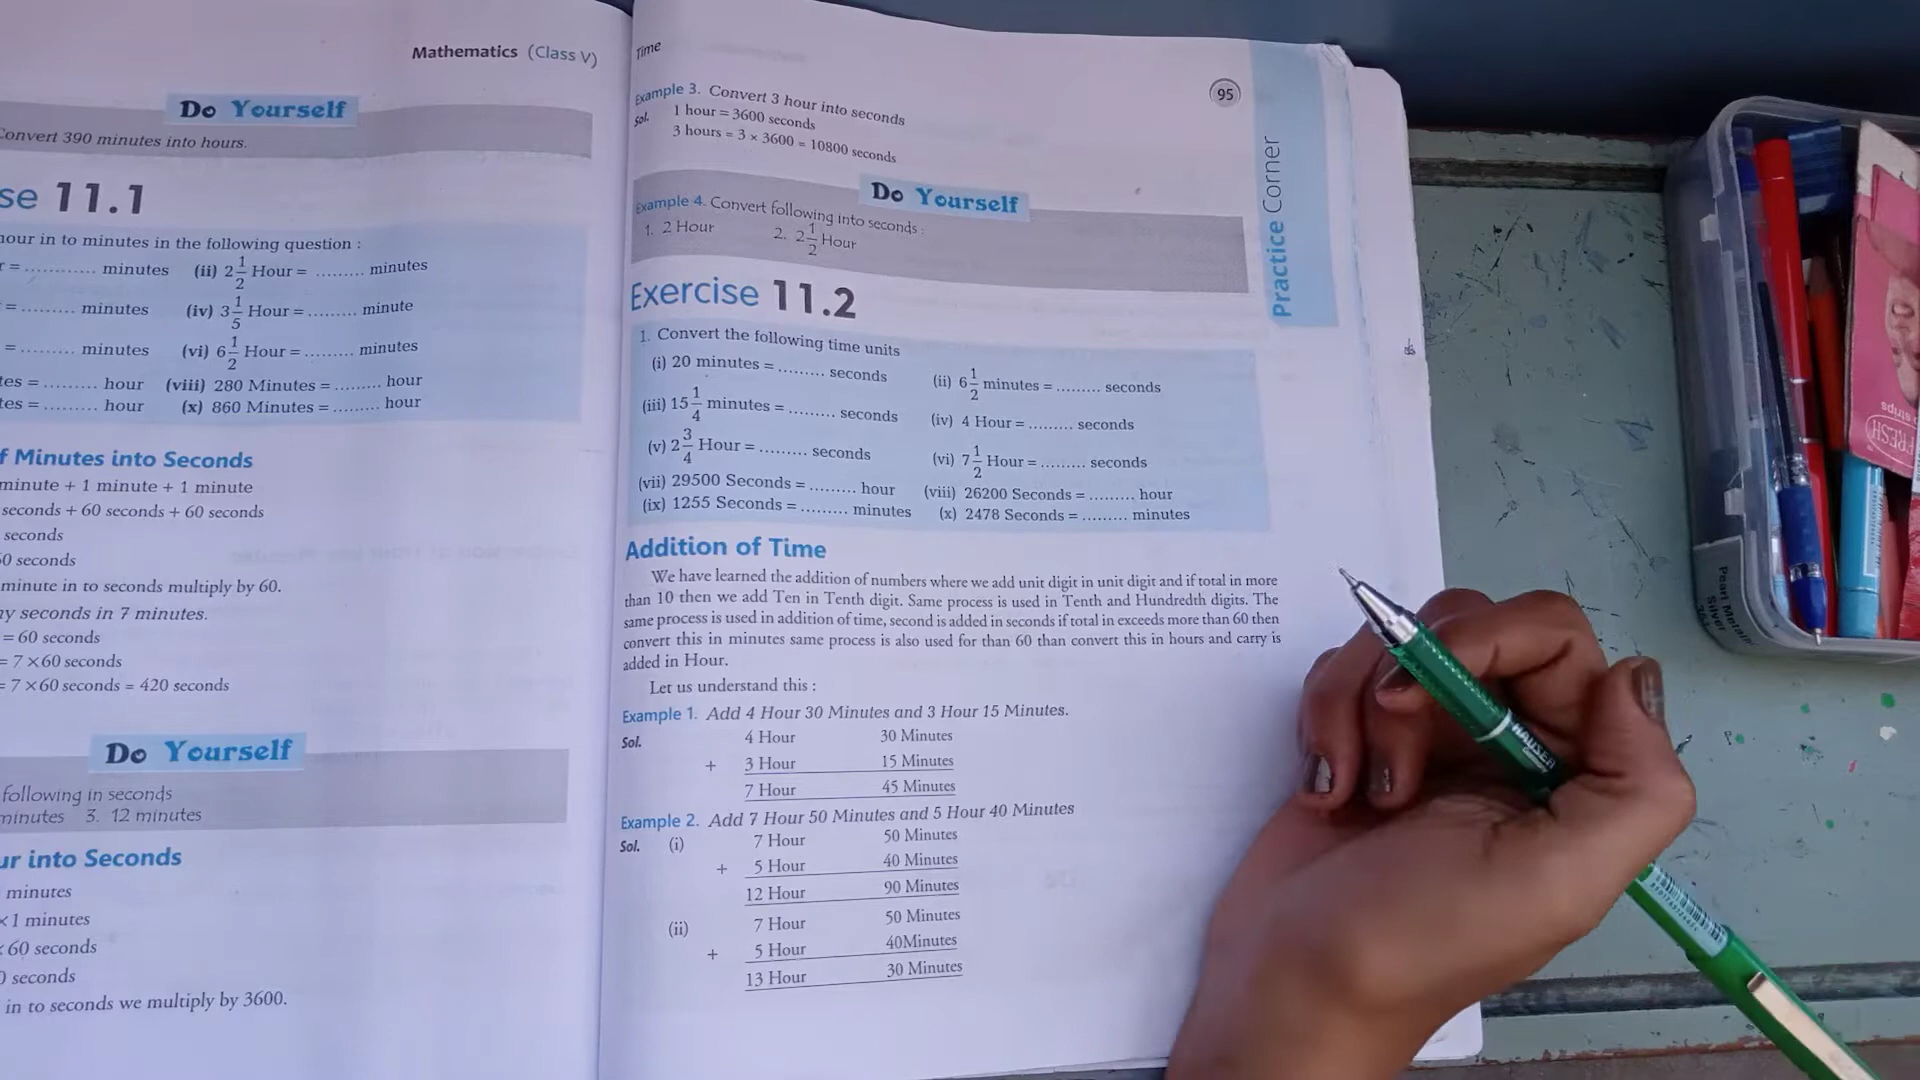 Mathematics (Class V)
Do Yourself
Convert 390 minutes into hours.
se 11.1
hour in to minutes in the following question :
r = ............ minutes (ii) 2 1/2 Hour = ......... minutes
= ......... minutes (iv) 3 1/5 Hour = ......... minute
= ......... minutes (vi) 6 1/2 Hour = ......... minutes
tes = ......... hour (viii) 280 Minutes = ......... hour
tes = ......... hour (x) 860 Minutes = ......... hour
f Minutes into Seconds
minute + 1 minute + 1 minute
seconds + 60 seconds + 60 seconds
seconds
0 seconds
minute in to seconds multiply by 60.
ny seconds in 7 minutes.
= 60 seconds
= 7 ×60 seconds
= 7 ×60 seconds = 420 seconds
Do Yourself
following in seconds
minutes 3. 12 minutes
ur into Seconds
minutes
×1 minutes
× 60 seconds
0 seconds
in to seconds we multiply by 3600.
Time
95
Example 3. Convert 3 hour into seconds
Sol. 1 hour = 3600 seconds
3 hours = 3 × 3600 = 10800 seconds
Do Yourself
Example 4. Convert following into seconds :
1. 2 Hour 2. 2 1/2 Hour
Practice Corner
Exercise 11.2
1. Convert the following time units
(i) 20 minutes = ......... seconds (ii) 6 1/2 minutes = ......... seconds
(iii) 15 1/4 minutes = ......... seconds (iv) 4 Hour = ......... seconds
(v) 2 3/4 Hour = ......... seconds (vi) 7 1/2 Hour = ......... seconds
(vii) 29500 Seconds = ......... hour (viii) 26200 Seconds = ......... hour
(ix) 1255 Seconds = ......... minutes (x) 2478 Seconds = ......... minutes
Addition of Time
We have learned the addition of numbers where we add unit digit in unit digit and if total in more
than 10 then we add Ten in Tenth digit. Same process is used in Tenth and Hundredth digits. The
same process is used in addition of time, second is added in seconds if total in exceeds more than 60 then
convert this in minutes same process is also used for than 60 than convert this in hours and carry is
added in Hour.
Let us understand this :
Example 1. Add 4 Hour 30 Minutes and 3 Hour 15 Minutes.
Sol. 4 Hour 30 Minutes
+ 3 Hour 15 Minutes
7 Hour 45 Minutes
Example 2. Add 7 Hour 50 Minutes and 5 Hour 40 Minutes
Sol. (i) 7 Hour 50 Minutes
+ 5 Hour 40 Minutes
12 Hour 90 Minutes
(ii) 7 Hour 50 Minutes
+ 5 Hour 40Minutes
13 Hour 30 Minutes
HAUSER
Germany
FRESH
strips
Silver